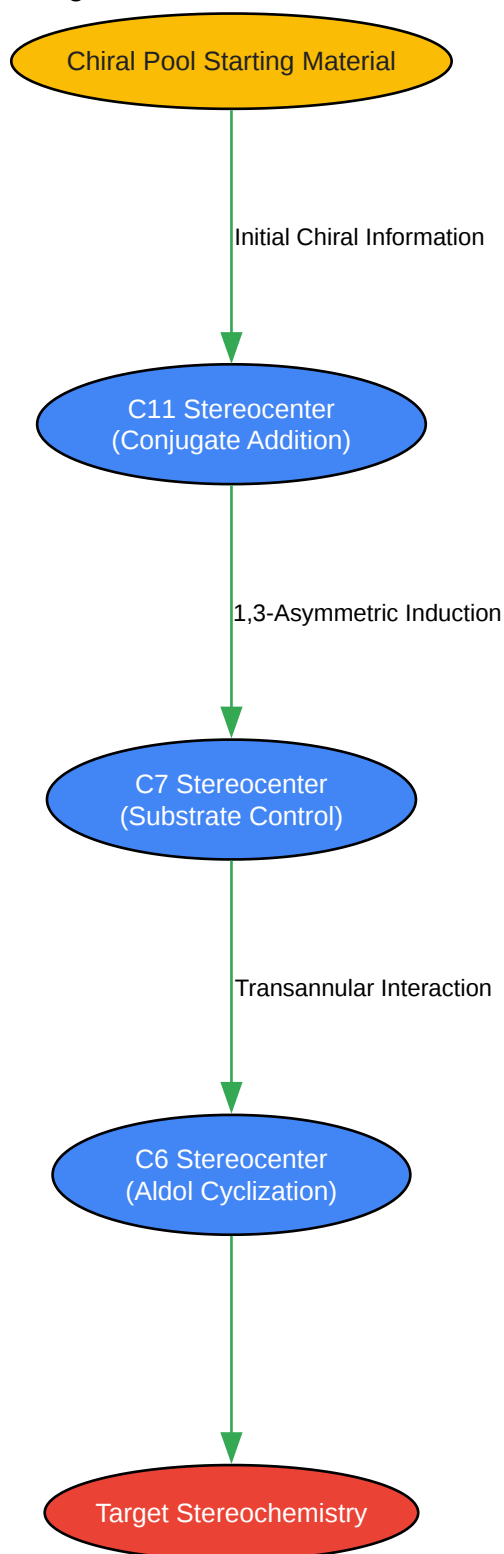 Chiral Pool Starting Material
Initial Chiral Information
C11 Stereocenter
(Conjugate Addition)
1,3-Asymmetric Induction
C7 Stereocenter
(Substrate Control)
Transannular Interaction
C6 Stereocenter
(Aldol Cyclization)
Target Stereochemistry